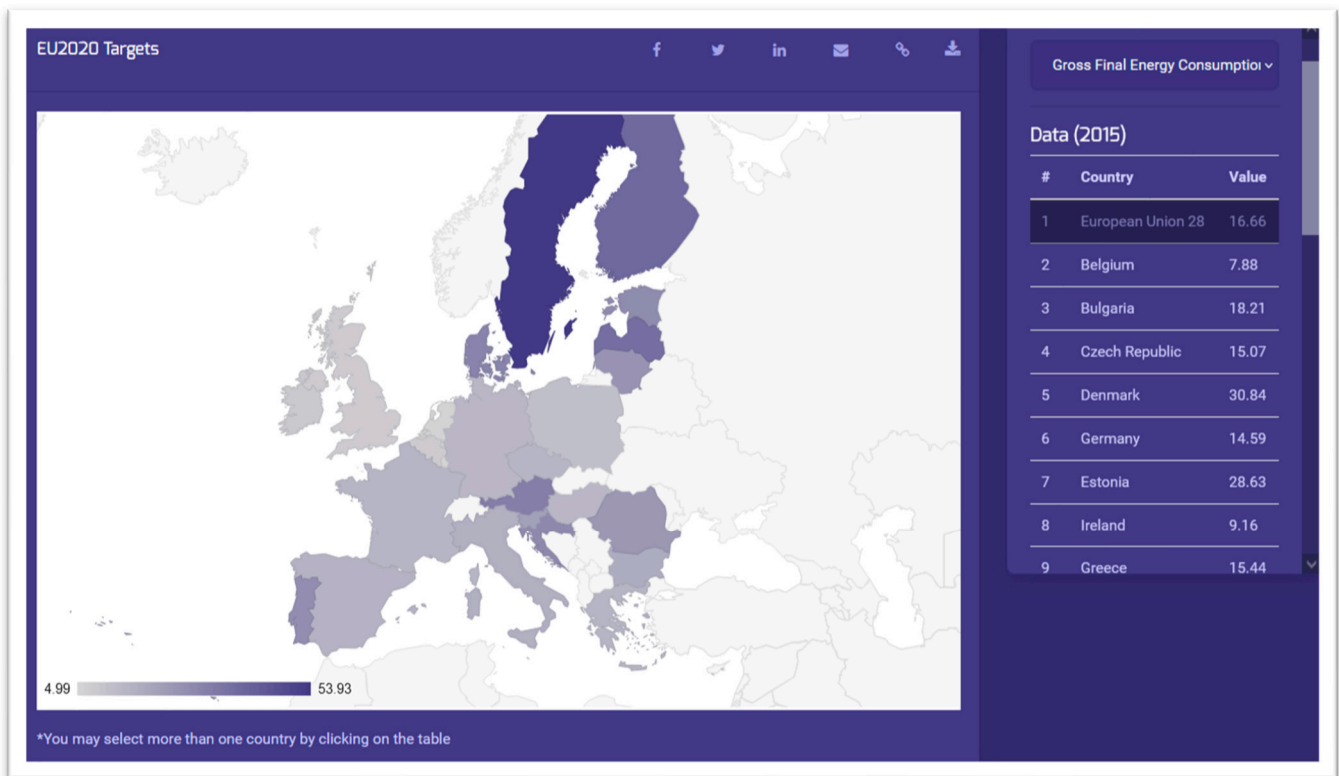 EU2020 Targets
4.99 53.93
*You may select more than one country by clicking on the table
Gross Final Energy Consumption
Data (2015)
# Country Value
1 European Union 28 16.66
2 Belgium 7.88
3 Bulgaria 18.21
4 Czech Republic 15.07
5 Denmark 30.84
6 Germany 14.59
7 Estonia 28.63
8 Ireland 9.16
9 Greece 15.44